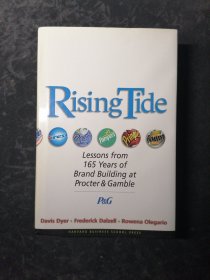 Rising Tide
Lessons from
165 Years of
Brand Building at
Procter & Gamble
P&G
Davis Dyer · Frederick Dalzell · Rowena Olegario
HARVARD BUSINESS SCHOOL PRESS